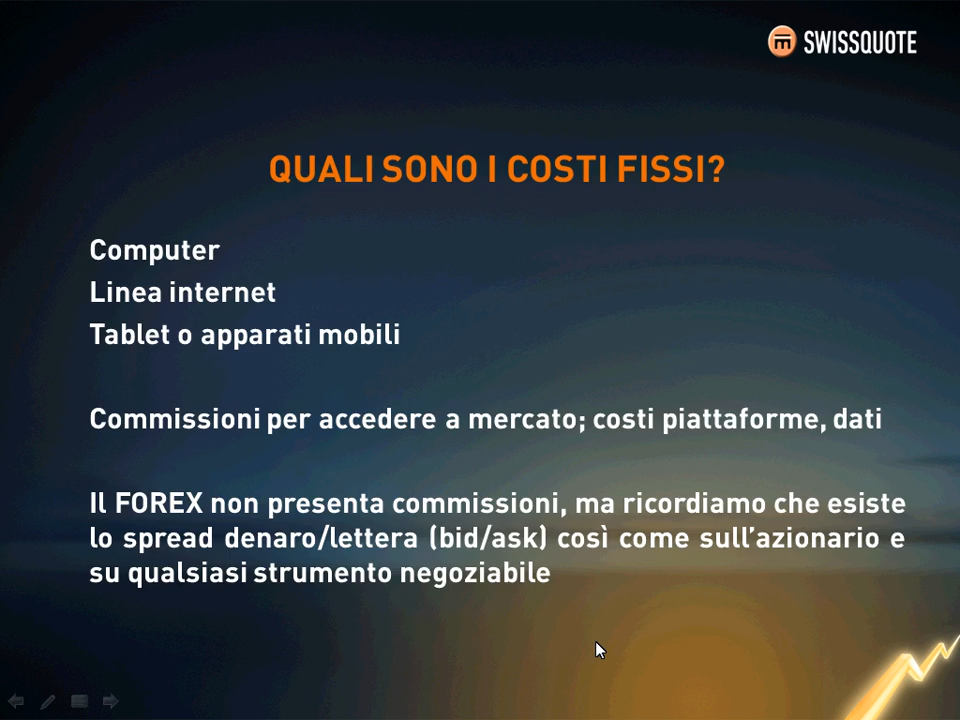 SWISSQUOTE
QUALI SONO I COSTI FISSI?
Computer
Linea internet
Tablet o apparati mobili
Commissioni per accedere a mercato; costi piattaforme, dati
Il FOREX non presenta commissioni, ma ricordiamo che esiste
lo spread denaro/lettera (bid/ask) così come sull'azionario e
su qualsiasi strumento negoziabile